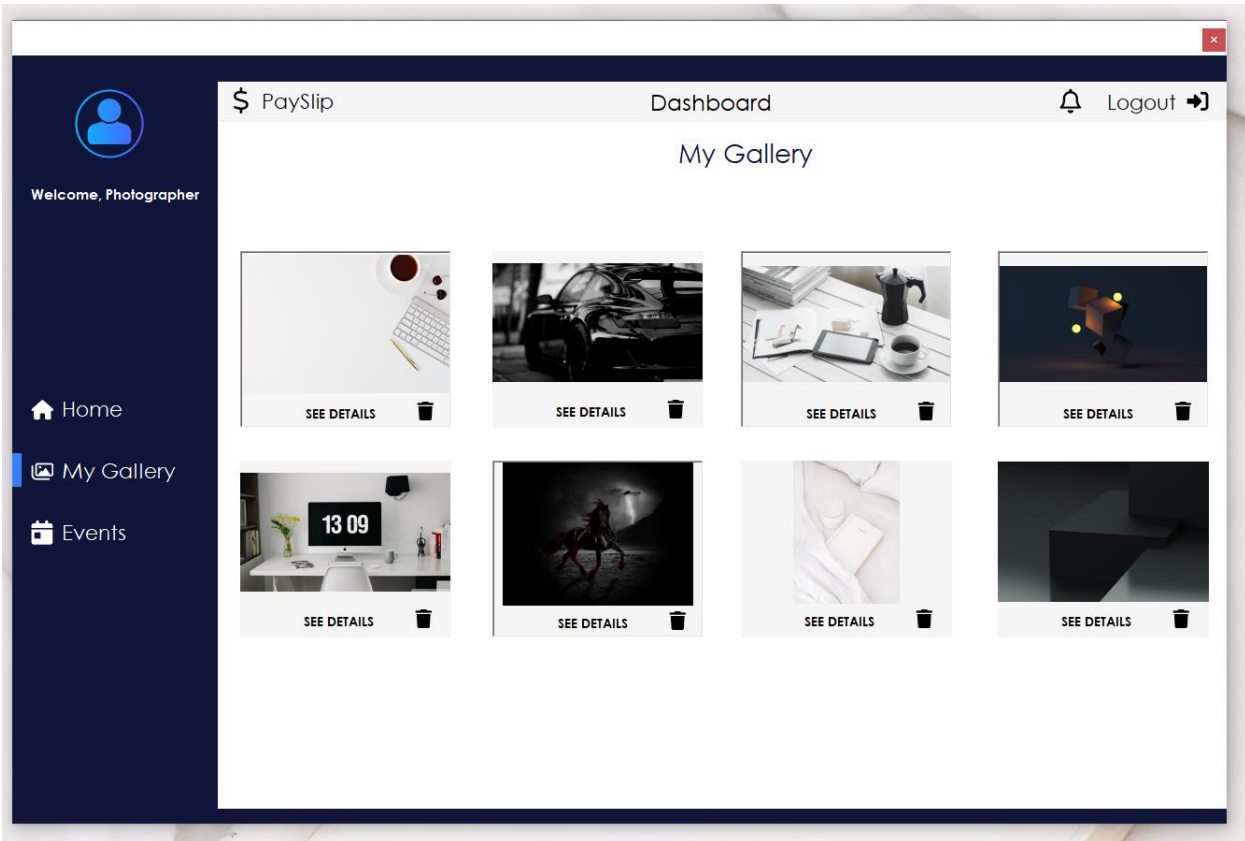 ×
$ PaySlip
Dashboard
Logout
My Gallery
Welcome, Photographer
Home
My Gallery
Events
SEE DETAILS
SEE DETAILS
SEE DETAILS
SEE DETAILS
13 09
SEE DETAILS
SEE DETAILS
SEE DETAILS
SEE DETAILS